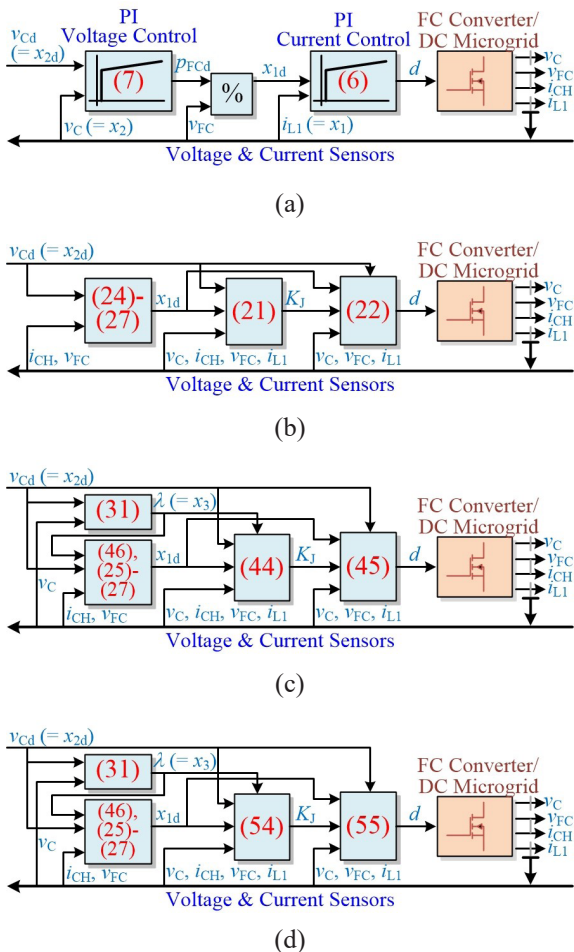 PI
Voltage Control
PI
Current Control
FC Converter/
DC Microgrid
vCd
(= x2d)
(7)
pFCd
%
x1d
(6)
d
vC
vFC
iCH
iL1
vC (= x2)
vFC
iL1 (= x1)
Voltage & Current Sensors
(a)
vCd (= x2d)
FC Converter/
DC Microgrid
(24)-
(27)
x1d
(21)
KJ
(22)
d
vC
vFC
iCH
iL1
iCH, vFC
vC, iCH, vFC, iL1
vC, vFC, iL1
Voltage & Current Sensors
(b)
vCd (= x2d)
(31)
λ (= x3)
FC Converter/
DC Microgrid
(46),
(25)-
(27)
x1d
(44)
KJ
(45)
d
vC
vFC
iCH
iL1
vC
iCH, vFC
vC, iCH, vFC, iL1
vC, vFC, iL1
Voltage & Current Sensors
(c)
vCd (= x2d)
(31)
λ (= x3)
FC Converter/
DC Microgrid
(46),
(25)-
(27)
x1d
(54)
KJ
(55)
d
vC
vFC
iCH
iL1
vC
iCH, vFC
vC, iCH, vFC, iL1
vC, vFC, iL1
Voltage & Current Sensors
(d)